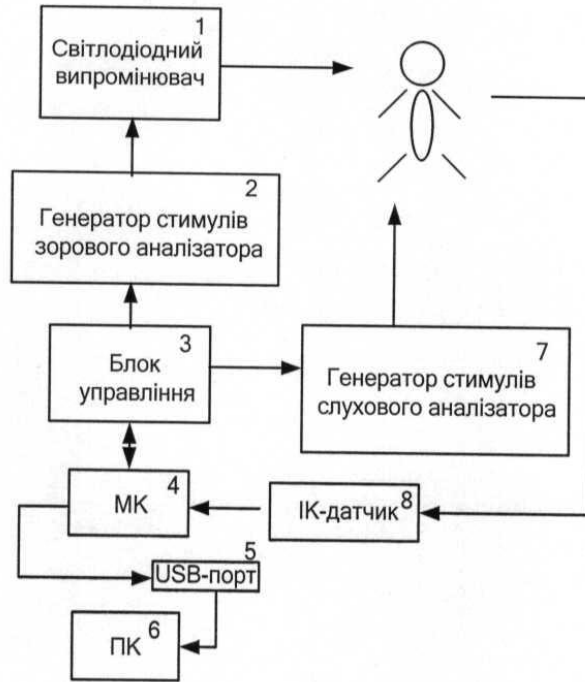 1
Світлодіодний
випромінювач
2
Генератор стимулів
зорового аналізатора
3
Блок
управління
7
Генератор стимулів
слухового аналізатора
4
МК
8
ІК-датчик
5
USB-порт
6
ПК